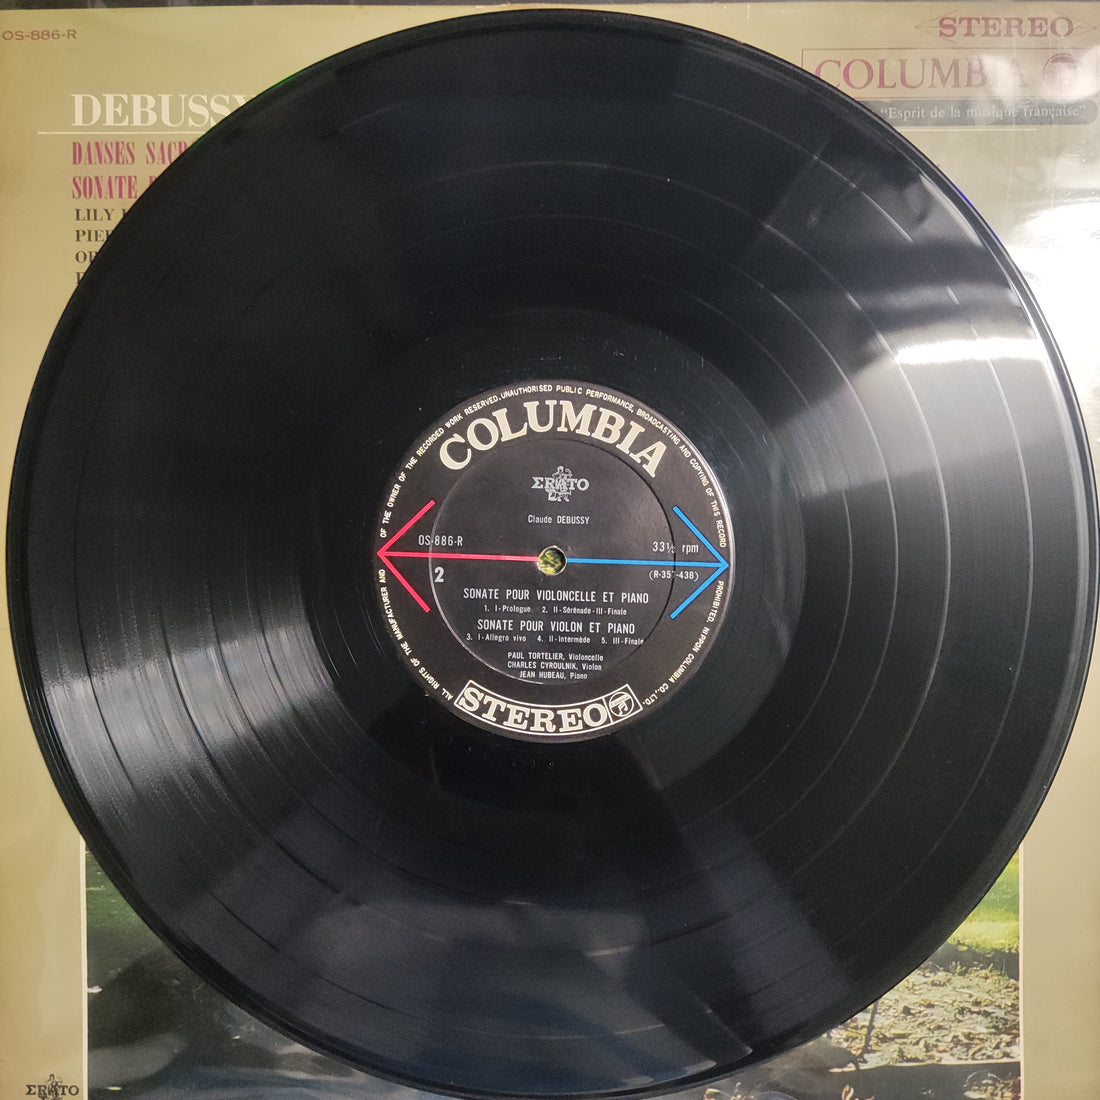 OS-886-R
STEREO
COLUMBIA
"Esprit de la musique française"
DEBUSSY
DANSES
SONATE
LILY
ERATO
ALL RIGHTS OF THE MANUFACTURER AND OF THE OWNER OF THE RECORDED WORK RESERVED. UNAUTHORISED PUBLIC PERFORMANCE, BROADCASTING AND COPYING OF THIS RECORD PROHIBITED. NIPPON COLUMBIA CO., LTD.
COLUMBIA
ΣRATO
Claude DEBUSSY
OS-886-R
33⅓ rpm
2
(R-35 -438)
SONATE POUR VIOLONCELLE ET PIANO
1. I-Prologue 2. II-Sérénade-III-Finale
SONATE POUR VIOLON ET PIANO
3. I-Allegro vivo 4. II-Intermède 5. III-Finale
PAUL TORTELIER, Violoncelle
CHARLES CYROULNIK, Violon
JEAN HUBEAU, Piano
STEREO